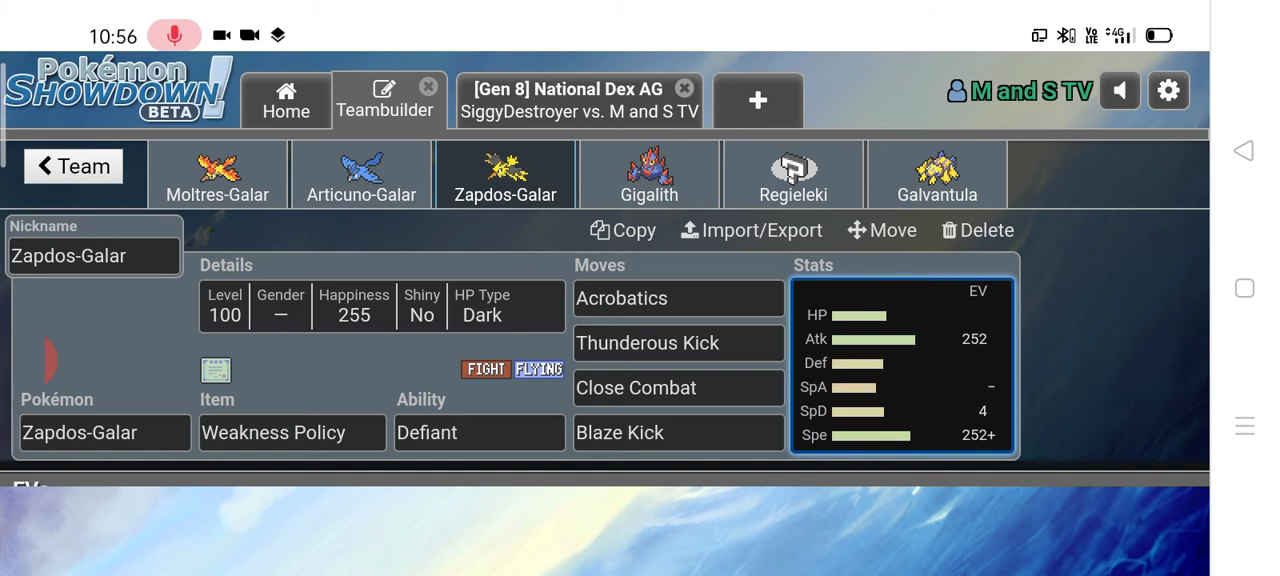 10:56
Vo LTE 4G
Pokémon
SHOWDOWN!
BETA
Home
Teambuilder
[Gen 8] National Dex AG
SiggyDestroyer vs. M and S TV
M and S TV
Team
Moltres-Galar
Articuno-Galar
Zapdos-Galar
Gigalith
Regieleki
Galvantula
Copy
Import/Export
Move
Delete
Nickname
Zapdos-Galar
Details
Level
Gender
Happiness
Shiny
HP Type
100
—
255
No
Dark
FIGHT
FLYING
Pokémon
Zapdos-Galar
Item
Weakness Policy
Ability
Defiant
Moves
Acrobatics
Thunderous Kick
Close Combat
Blaze Kick
Stats
EV
HP
Atk 252
Def
SpA −
SpD 4
Spe 252+